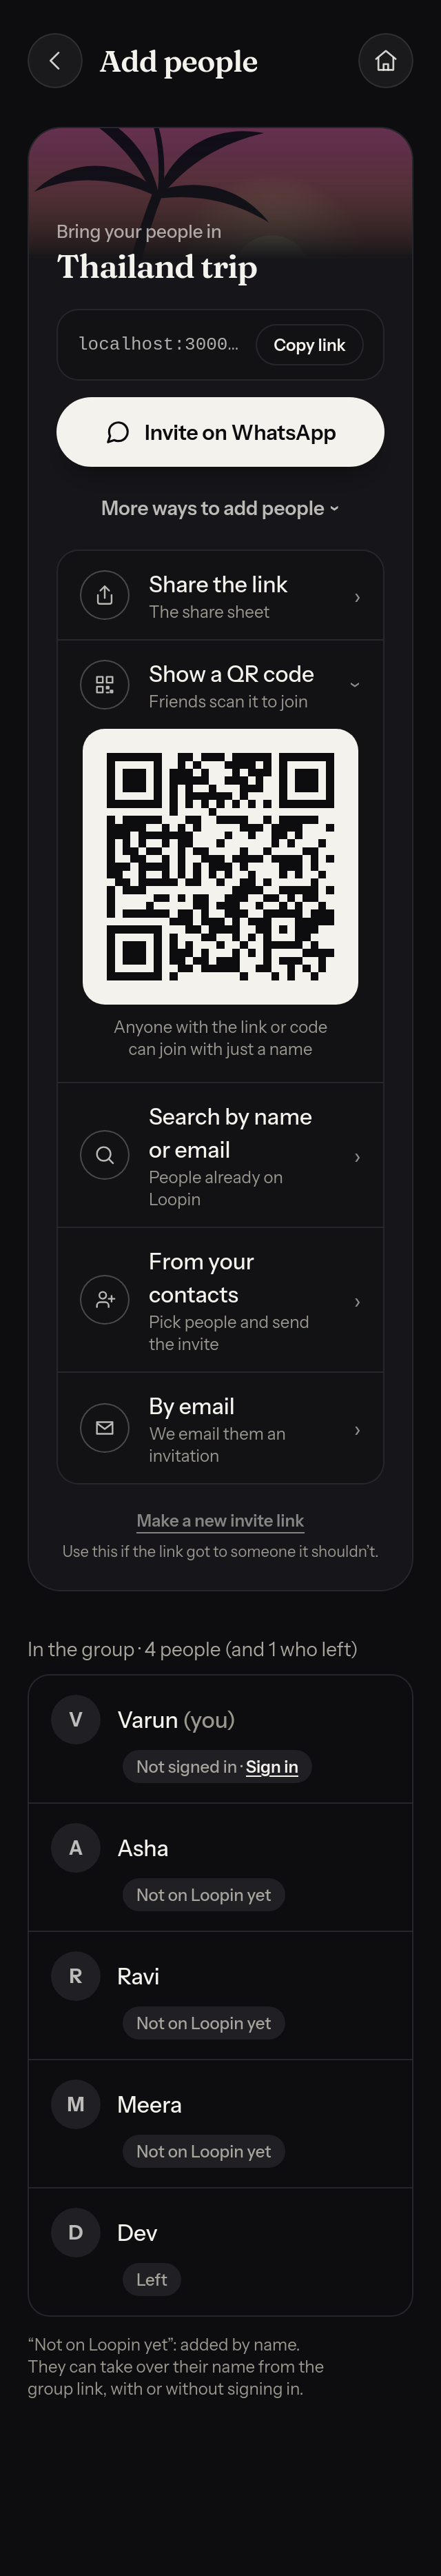 Add people
Bring your people in
Thailand trip
localhost:3000…
Copy link
Invite on WhatsApp
More ways to add people
Share the link
The share sheet
Show a QR code
Friends scan it to join
Anyone with the link or code
can join with just a name
Search by name
or email
People already on
Loopin
From your
contacts
Pick people and send
the invite
By email
We email them an
invitation
Make a new invite link
Use this if the link got to someone it shouldn’t.
In the group · 4 people (and 1 who left)
V
Varun (you)
Not signed in · Sign in
A
Asha
Not on Loopin yet
R
Ravi
Not on Loopin yet
M
Meera
Not on Loopin yet
D
Dev
Left
“Not on Loopin yet”: added by name.
They can take over their name from the
group link, with or without signing in.